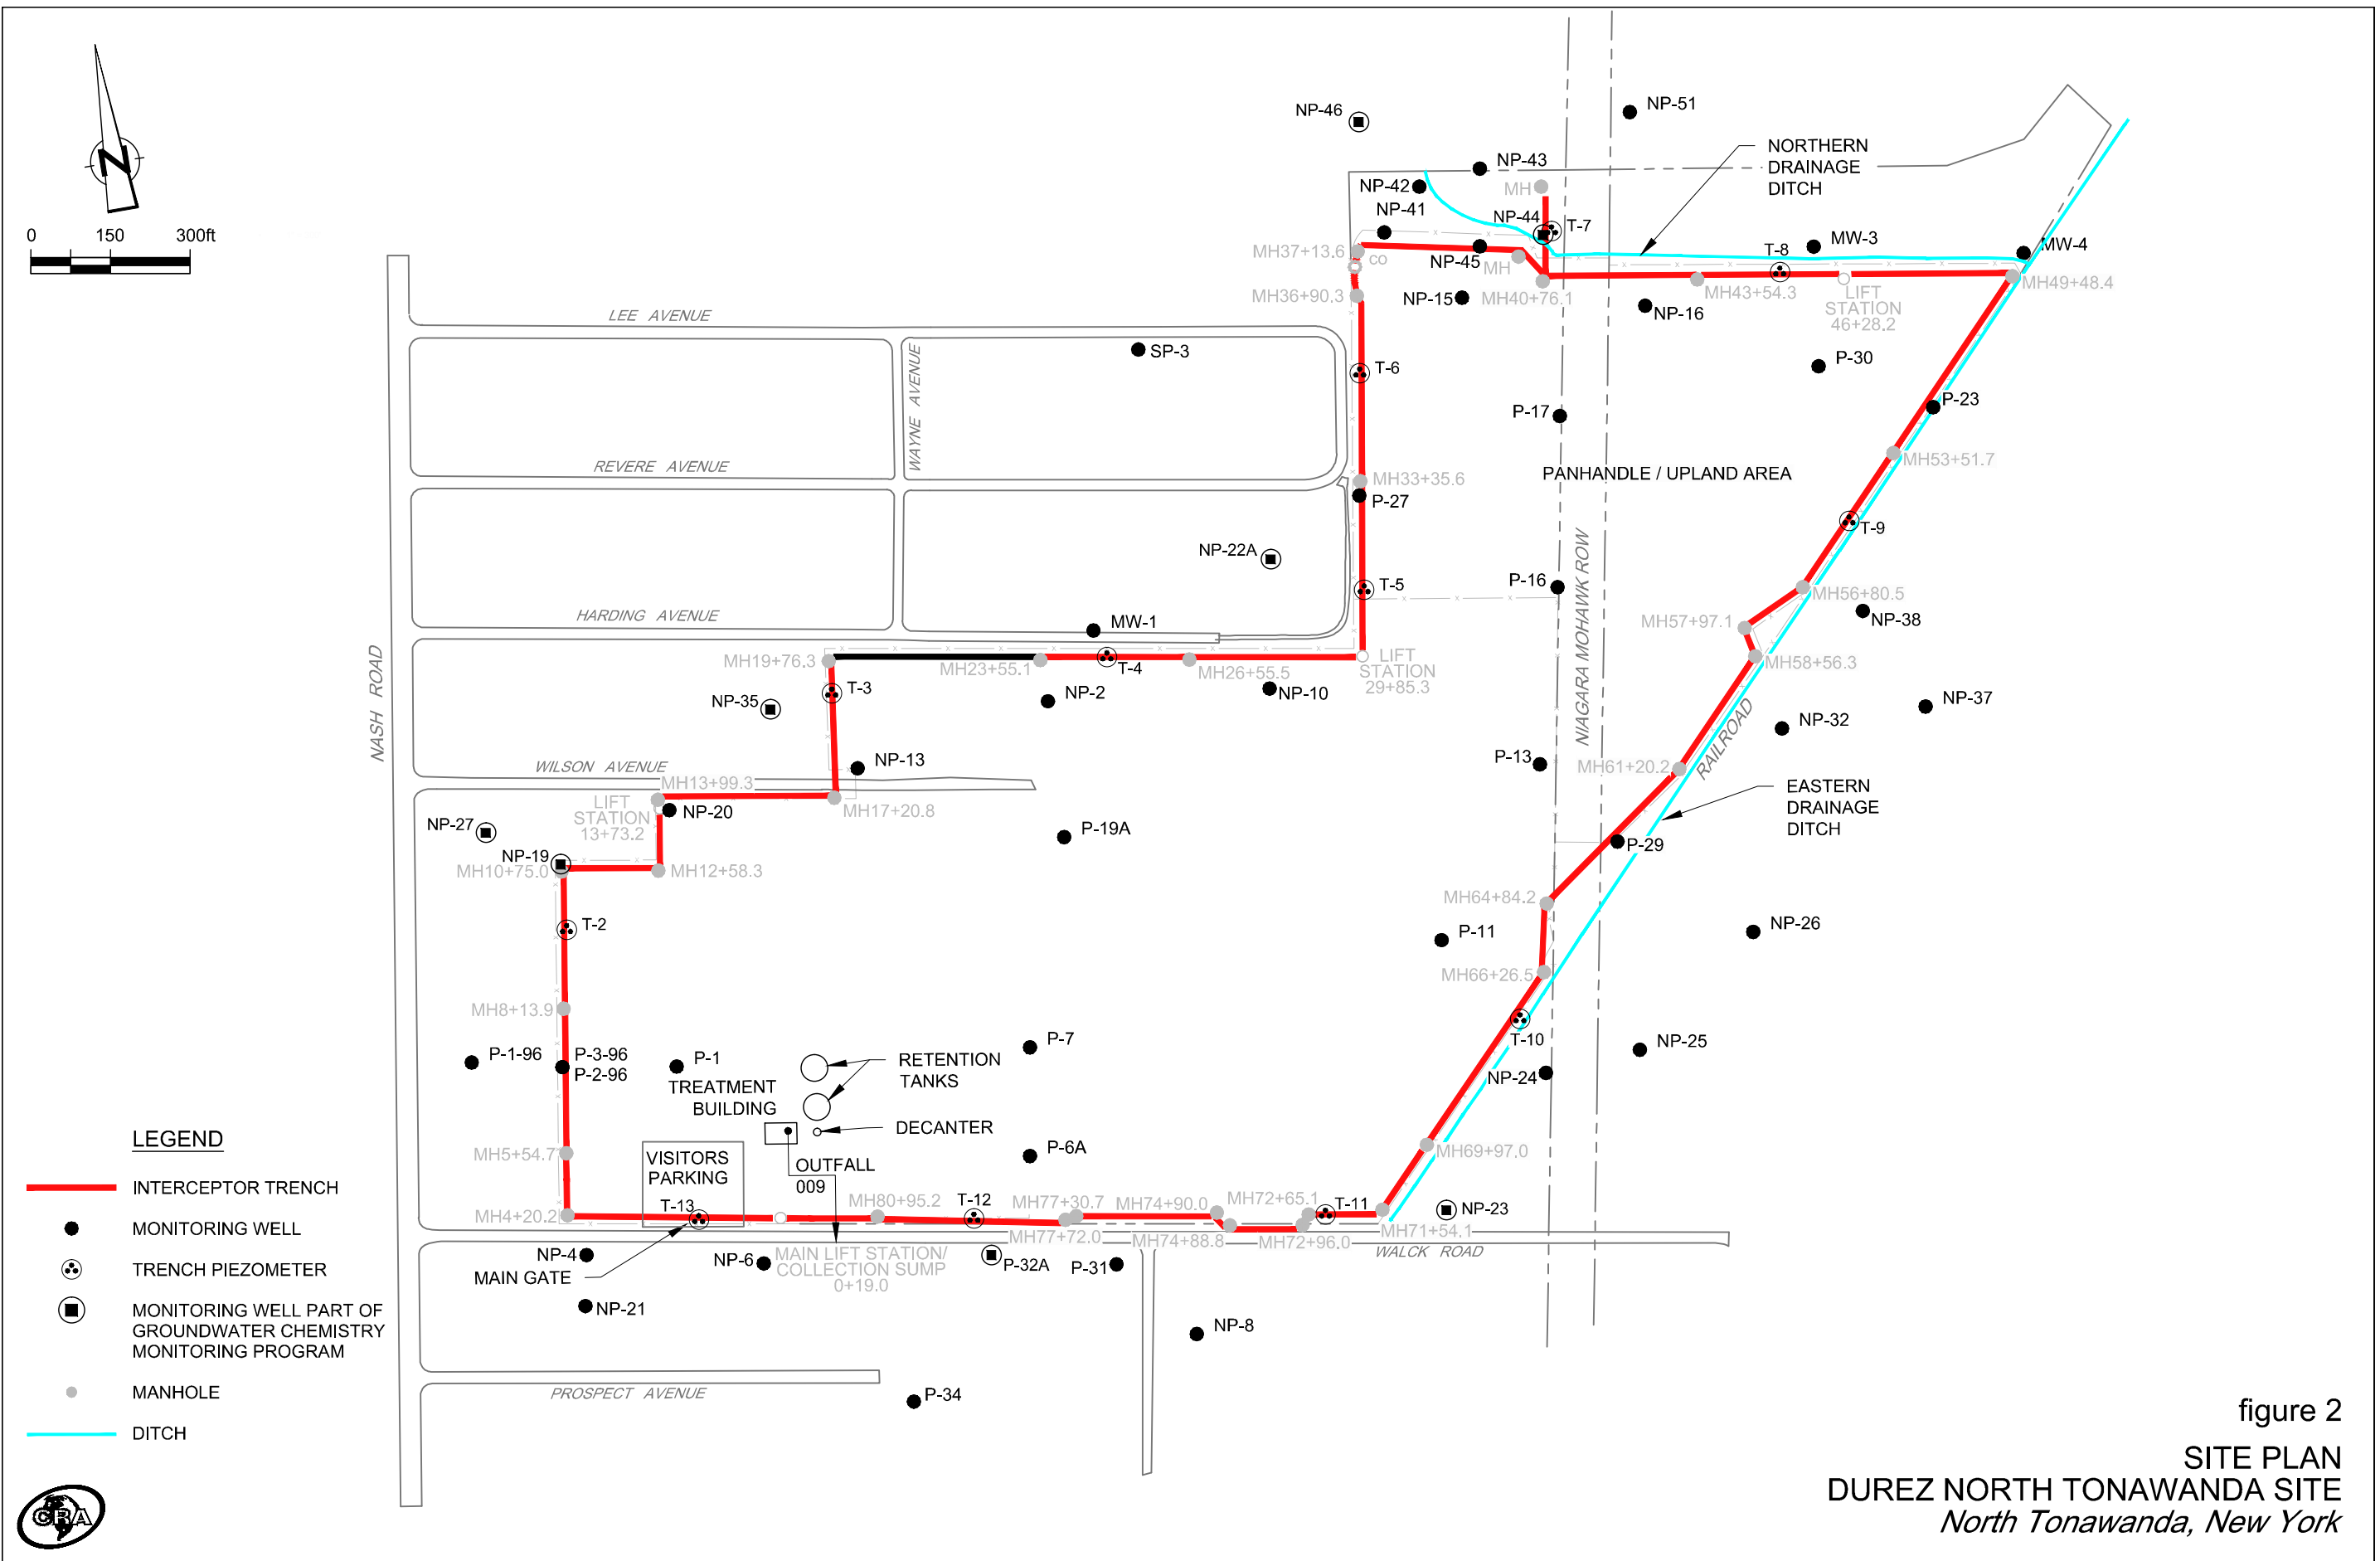 NP-46
NP-51
NP-43
NORTHERN
DRAINAGE
DITCH
NP-42
MH
NP-41
NP-44
T-7
N
0 150 300ft
MH37+13.6
CO
NP-45
MH
T-8
MW-3
MW-4
MH36+90.3
NP-15
MH40+76.1
MH43+54.3
LIFT
STATION
46+28.2
MH49+48.4
NP-16
LEE AVENUE
SP-3
WAYNE AVENUE
T-6
P-30
P-17
P-23
REVERE AVENUE
MH33+35.6
P-27
PANHANDLE / UPLAND AREA
MH53+51.7
NP-22A
T-9
NIAGARA MOHAWK ROW
T-5
P-16
MH56+80.5
HARDING AVENUE
MW-1
MH57+97.1
NP-38
MH19+76.3
MH23+55.1
T-4
MH26+55.5
LIFT
STATION
29+85.3
MH58+56.3
NASH ROAD
NP-35
T-3
NP-2
NP-10
NP-37
NP-32
RAILROAD
WILSON AVENUE
NP-13
P-13
MH61+20.2
MH13+99.3
LIFT
STATION
13+73.2
NP-20
MH17+20.8
EASTERN
DRAINAGE
DITCH
NP-27
P-19A
P-29
NP-19
MH10+75.0
MH12+58.3
MH64+84.2
T-2
P-11
NP-26
MH66+26.5
MH8+13.9
T-10
P-1-96
P-3-96
P-2-96
P-1
TREATMENT
BUILDING
RETENTION
TANKS
P-7
NP-25
NP-24
DECANTER
LEGEND
MH5+54.7
VISITORS
PARKING
OUTFALL
009
P-6A
MH69+97.0
INTERCEPTOR TRENCH
T-13
MH4+20.2
MH80+95.2
T-12
MH77+30.7
MH74+90.0
MH72+65.1
T-11
NP-23
MONITORING WELL
MH77+72.0
MH74+88.8
MH72+96.0
MH71+54.1
WALCK ROAD
NP-4
MAIN GATE
NP-6
MAIN LIFT STATION/
COLLECTION SUMP
0+19.0
P-32A
P-31
TRENCH PIEZOMETER
NP-21
MONITORING WELL PART OF
GROUNDWATER CHEMISTRY
MONITORING PROGRAM
NP-8
MANHOLE
PROSPECT AVENUE
P-34
DITCH
CRA
figure 2
SITE PLAN
DUREZ NORTH TONAWANDA SITE
North Tonawanda, New York